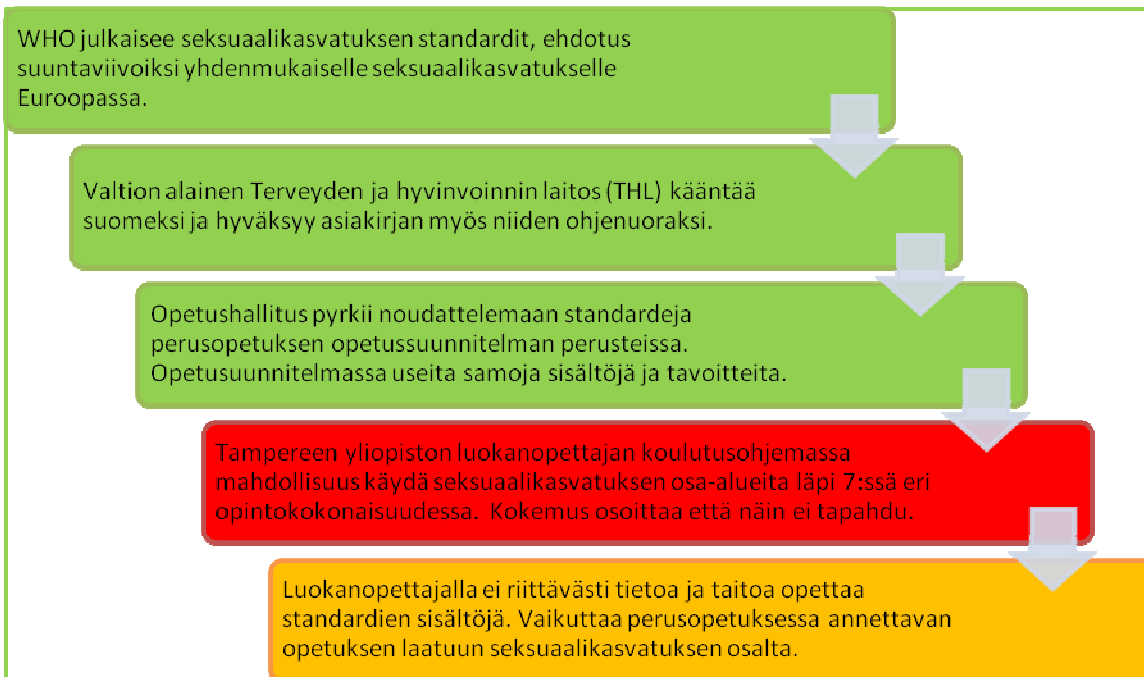 WHO julkaisee seksuaalikasvatuksen standardit, ehdotus
suuntaviivoiksi yhdenmukaiselle seksuaalikasvatukselle
Euroopassa.
Valtion alainen Terveyden ja hyvinvoinnin laitos (THL) kääntää
suomeksi ja hyväksyy asiakirjan myös niiden ohjenuoraksi.
Opetushallitus pyrkii noudattelemaan standardeja
perusopetuksen opetussuunnitelman perusteissa.
Opetusuunnitelmassa useita samoja sisältöjä ja tavoitteita.
Tampereen yliopiston luokanopettajan koulutusohjemassa
mahdollisuus käydä seksuaalikasvatuksen osa-alueita läpi 7:ssä eri
opintokokonaisuudessa. Kokemus osoittaa että näin ei tapahdu.
Luokanopettajalla ei riittävästi tietoa ja taitoa opettaa
standardien sisältöjä. Vaikuttaa perusopetuksessa annettavan
opetuksen laatuun seksuaalikasvatuksen osalta.